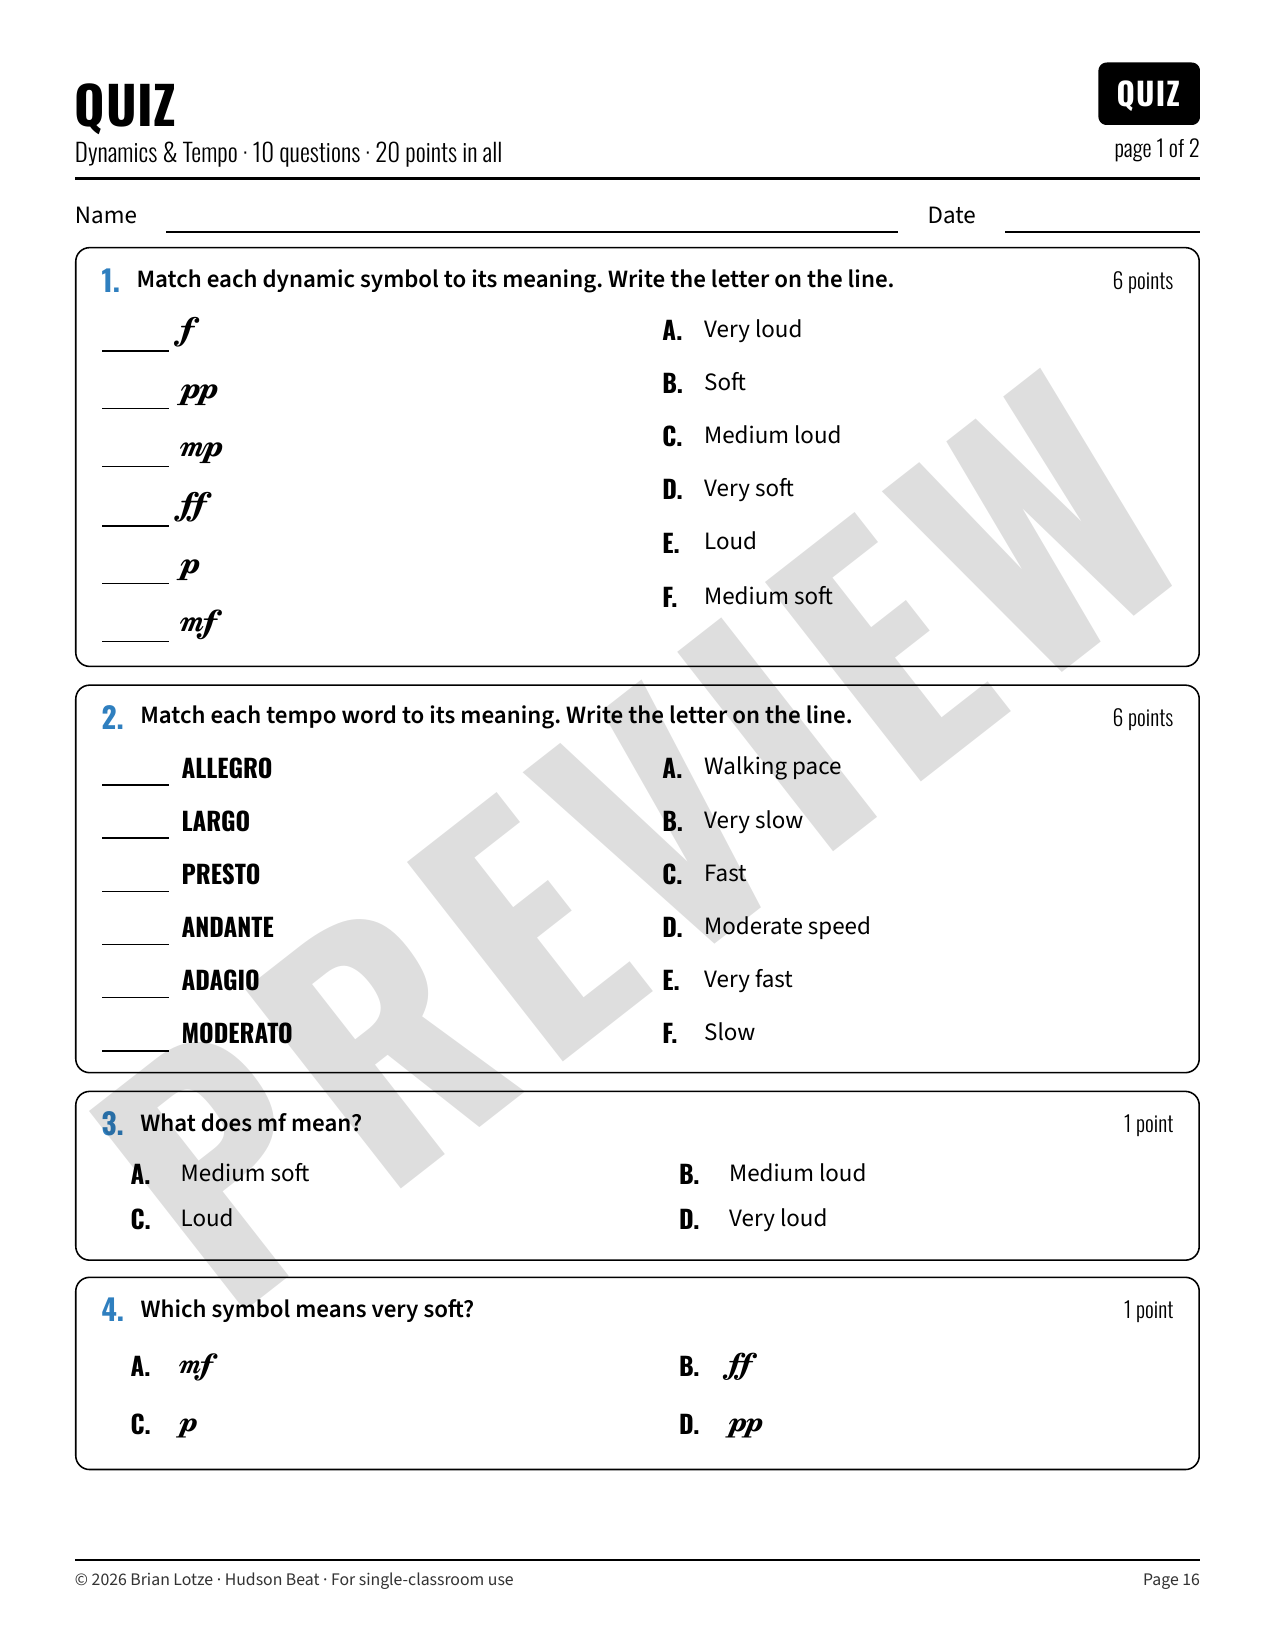 QUIZ
QUIZ
Dynamics & Tempo · 10 questions · 20 points in all
page 1 of 2
Name
Date
1. Match each dynamic symbol to its meaning. Write the letter on the line. 6 points
f
A. Very loud
pp
B. Soft
mp
C. Medium loud
ff
D. Very soft
p
E. Loud
mf
F. Medium soft
2. Match each tempo word to its meaning. Write the letter on the line. 6 points
ALLEGRO A. Walking pace
LARGO B. Very slow
PRESTO C. Fast
ANDANTE D. Moderate speed
ADAGIO E. Very fast
MODERATO F. Slow
3. What does mf mean? 1 point
A. Medium soft B. Medium loud
C. Loud D. Very loud
4. Which symbol means very soft? 1 point
A. mf B. ff
C. p D. pp
PREVIEW
© 2026 Brian Lotze · Hudson Beat · For single-classroom use Page 16